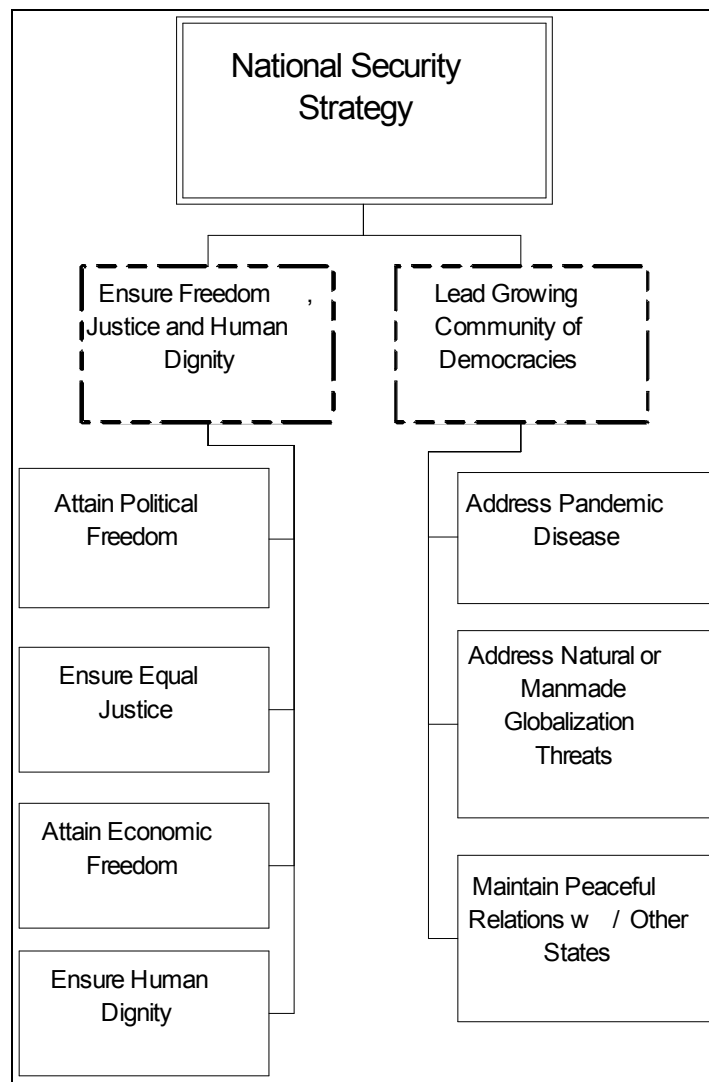 National Security
Strategy
Ensure Freedom ,
Justice and Human
Dignity
Lead Growing
Community of
Democracies
Attain Political
Freedom
Ensure Equal
Justice
Attain Economic
Freedom
Ensure Human
Dignity
Address Pandemic
Disease
Address Natural or
Manmade
Globalization
Threats
Maintain Peaceful
Relations w / Other
States